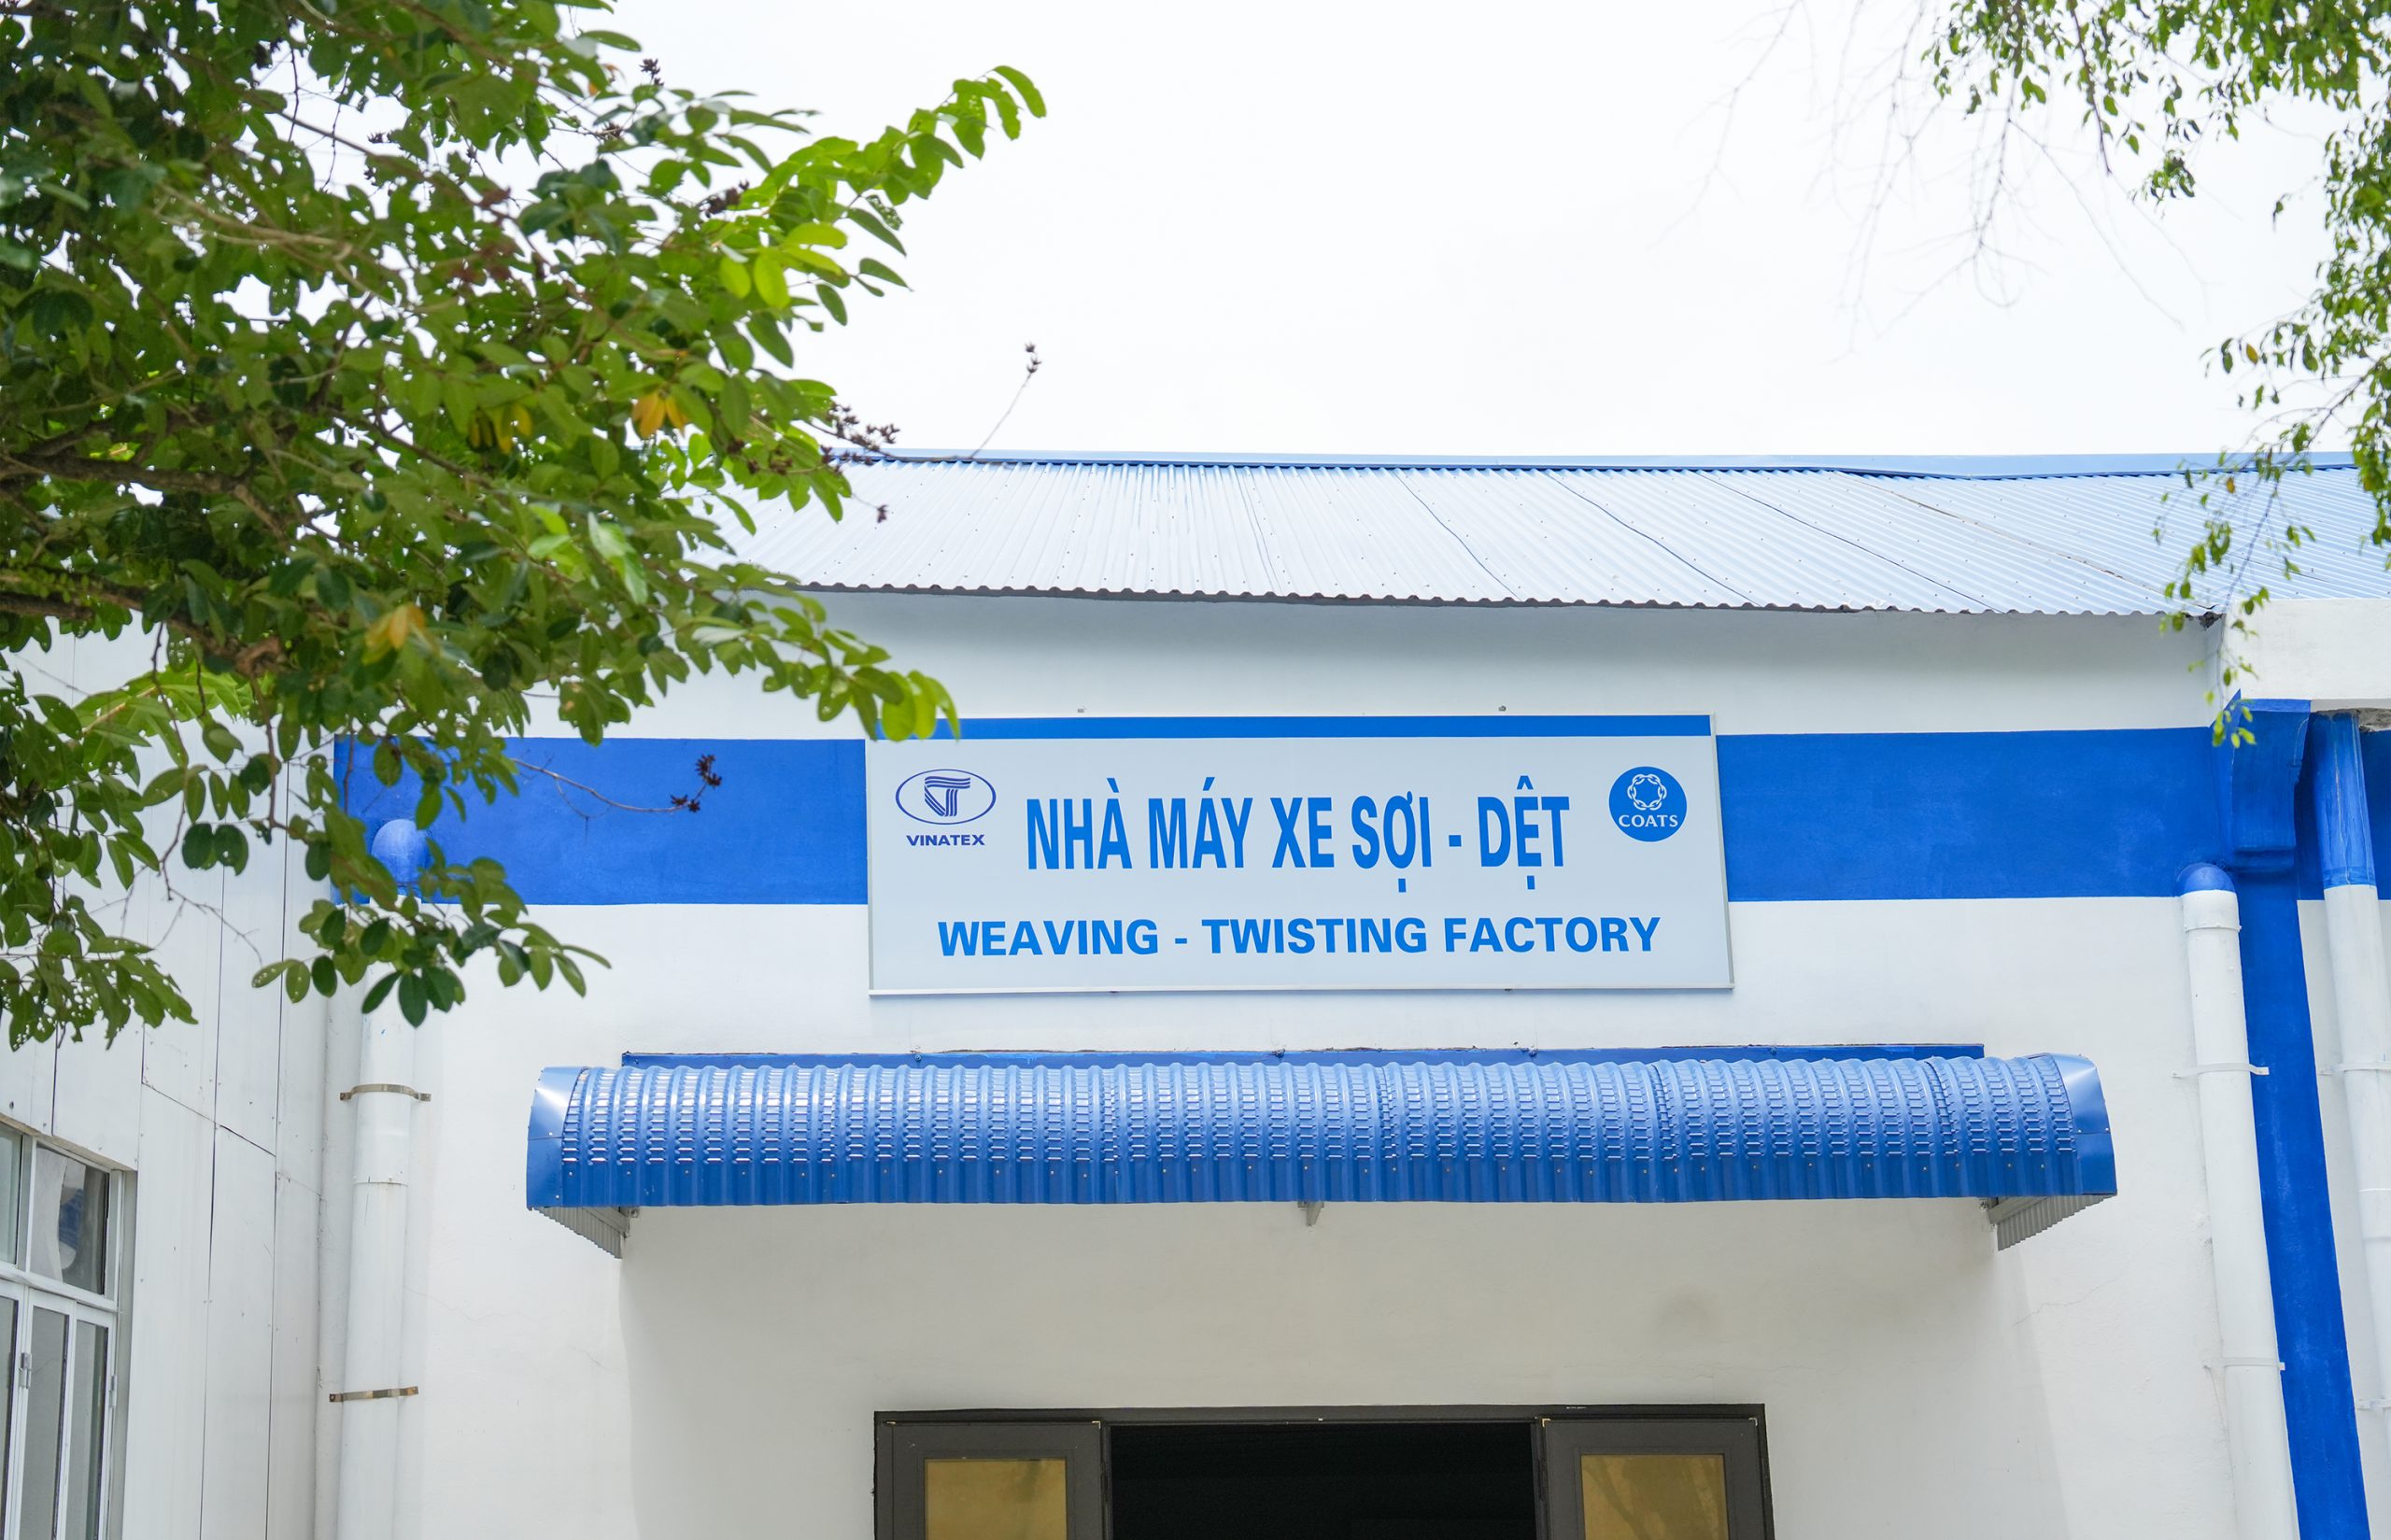 NHÀ MÁY XE SỢI - DỆT
VINATEX
COATS
WEAVING - TWISTING FACTORY